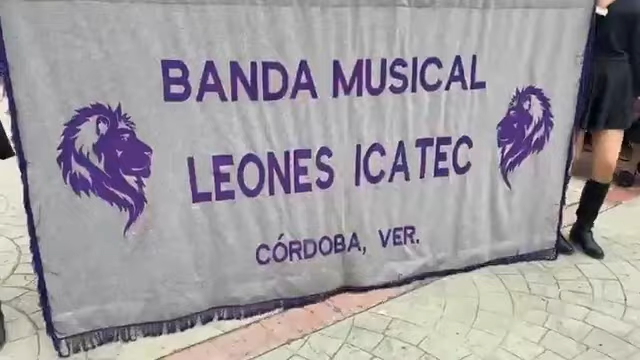 BANDA MUSICAL
LEONES ICATEC
CÓRDOBA, VER.